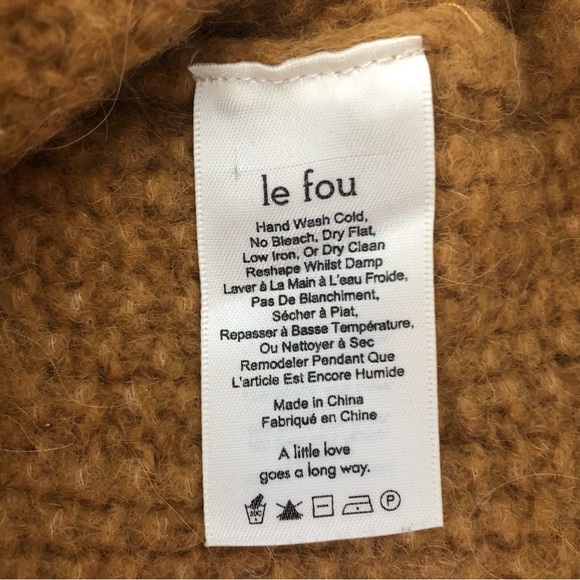 le fou
Hand Wash Cold,
No Bleach, Dry Flat,
Low Iron, Or Dry Clean
Reshape Whilst Damp
Laver à La Main à L'eau Froide,
Pas De Blanchiment,
Sécher à Plat,
Repasser à Basse Température,
Ou Nettoyer à Sec
Remodeler Pendant Que
L'article Est Encore Humide
Made in China
Fabriqué en Chine
A little love
goes a long way.
30C P